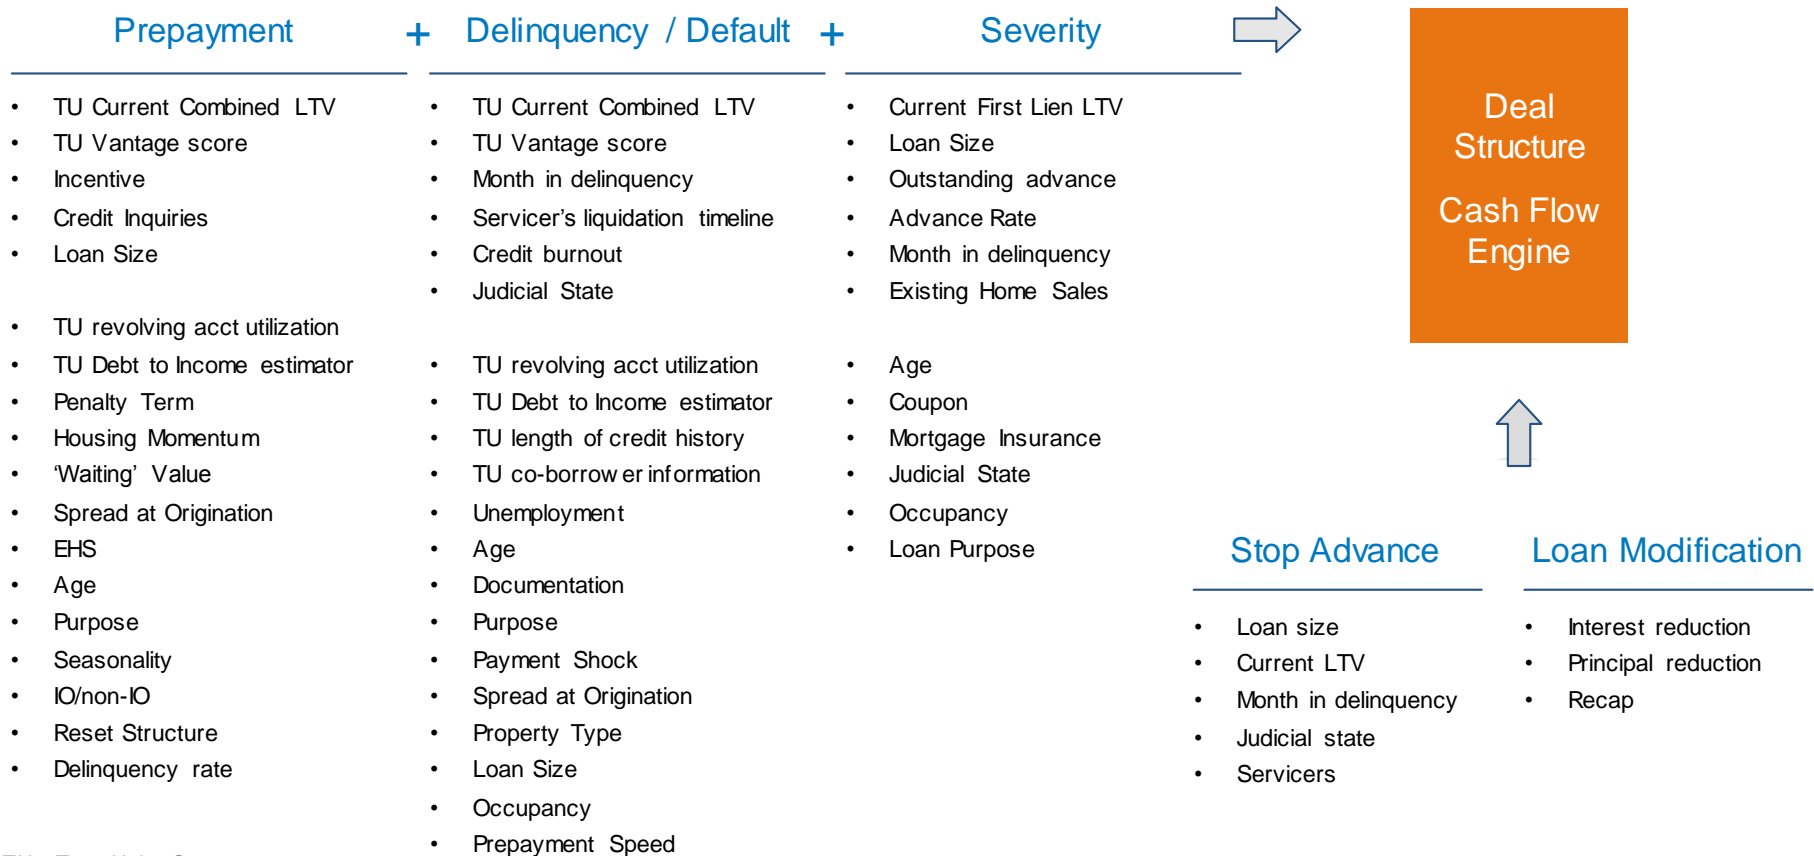 Prepayment
+
Delinquency / Default
+
Severity
• TU Current Combined LTV
• TU Vantage score
• Incentive
• Credit Inquiries
• Loan Size
• TU revolving acct utilization
• TU Debt to Income estimator
• Penalty Term
• Housing Momentum
• ‘Waiting’ Value
• Spread at Origination
• EHS
• Age
• Purpose
• Seasonality
• IO/non-IO
• Reset Structure
• Delinquency rate
• TU Current Combined LTV
• TU Vantage score
• Month in delinquency
• Servicer’s liquidation timeline
• Credit burnout
• Judicial State
• TU revolving acct utilization
• TU Debt to Income estimator
• TU length of credit history
• TU co-borrower information
• Unemployment
• Age
• Documentation
• Purpose
• Payment Shock
• Spread at Origination
• Property Type
• Loan Size
• Occupancy
• Prepayment Speed
• Current First Lien LTV
• Loan Size
• Outstanding advance
• Advance Rate
• Month in delinquency
• Existing Home Sales
• Age
• Coupon
• Mortgage Insurance
• Judicial State
• Occupancy
• Loan Purpose
Deal
Structure
Cash Flow
Engine
Stop Advance
• Loan size
• Current LTV
• Month in delinquency
• Judicial state
• Servicers
Loan Modification
• Interest reduction
• Principal reduction
• Recap